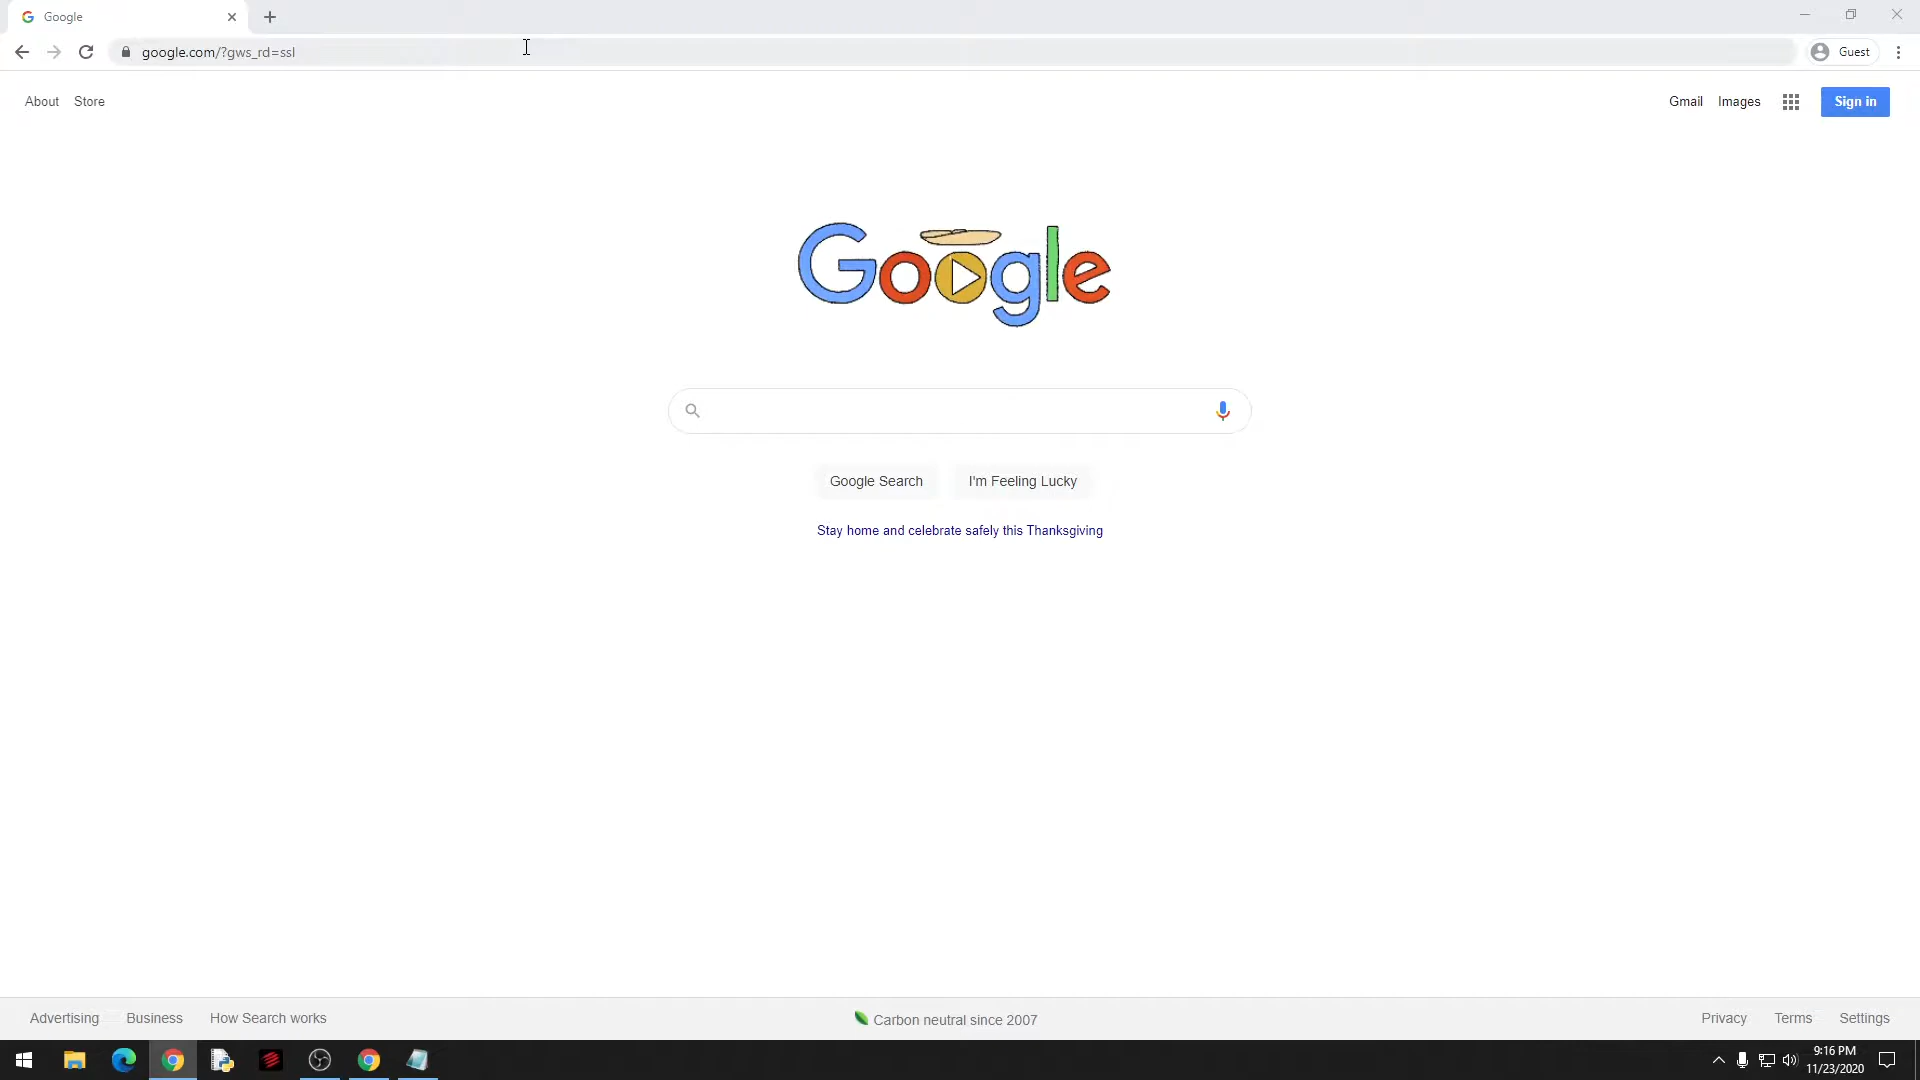 Google
google.com/?gws_rd=ssl
Guest
About Store
Gmail Images Sign in
Google
Google Search I'm Feeling Lucky
Stay home and celebrate safely this Thanksgiving
Advertising Business How Search works
Carbon neutral since 2007
Privacy Terms Settings
9:16 PM
11/23/2020